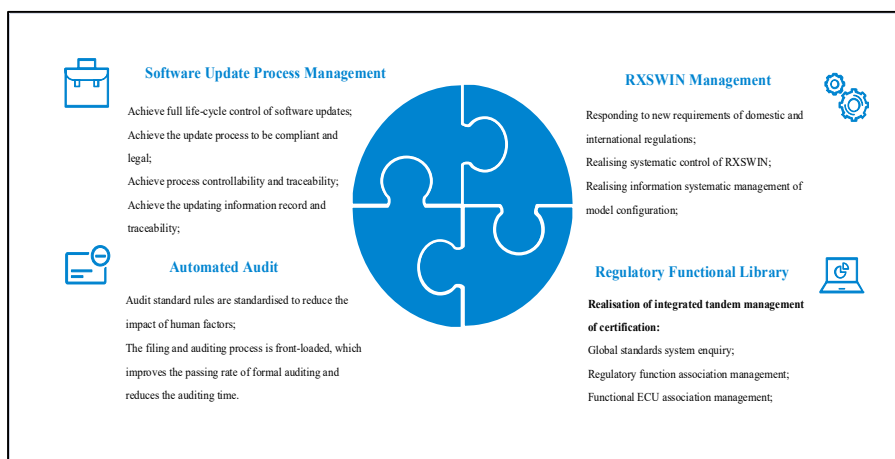 Software Update Process Management
Achieve full life-cycle control of software updates;
Achieve the update process to be compliant and
legal;
Achieve process controllability and traceability;
Achieve the updating information record and
traceability;
Automated Audit
Audit standard rules are standardised to reduce the
impact of human factors;
The filing and auditing process is front-loaded, which
improves the passing rate of formal auditing and
reduces the auditing time.
RXSWIN Management
Responding to new requirements of domestic and
international regulations;
Realising systematic control of RXSWIN;
Realising information systematic management of
model configuration;
Regulatory Functional Library
Realisation of integrated tandem management
of certification:
Global standards system enquiry;
Regulatory function association management;
Functional ECU association management;